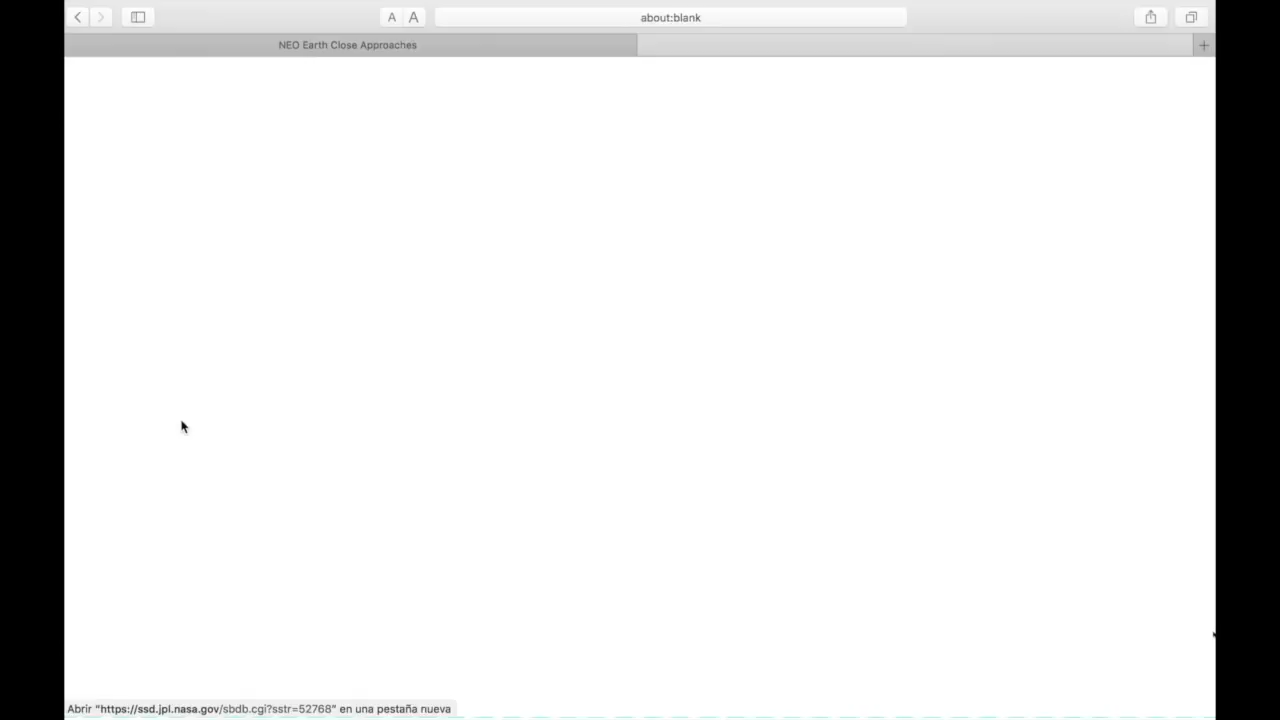 A A
about:blank
NEO Earth Close Approaches
Abrir "https://ssd.jpl.nasa.gov/sbdb.cgi?sstr=52768" en una pestaña nueva